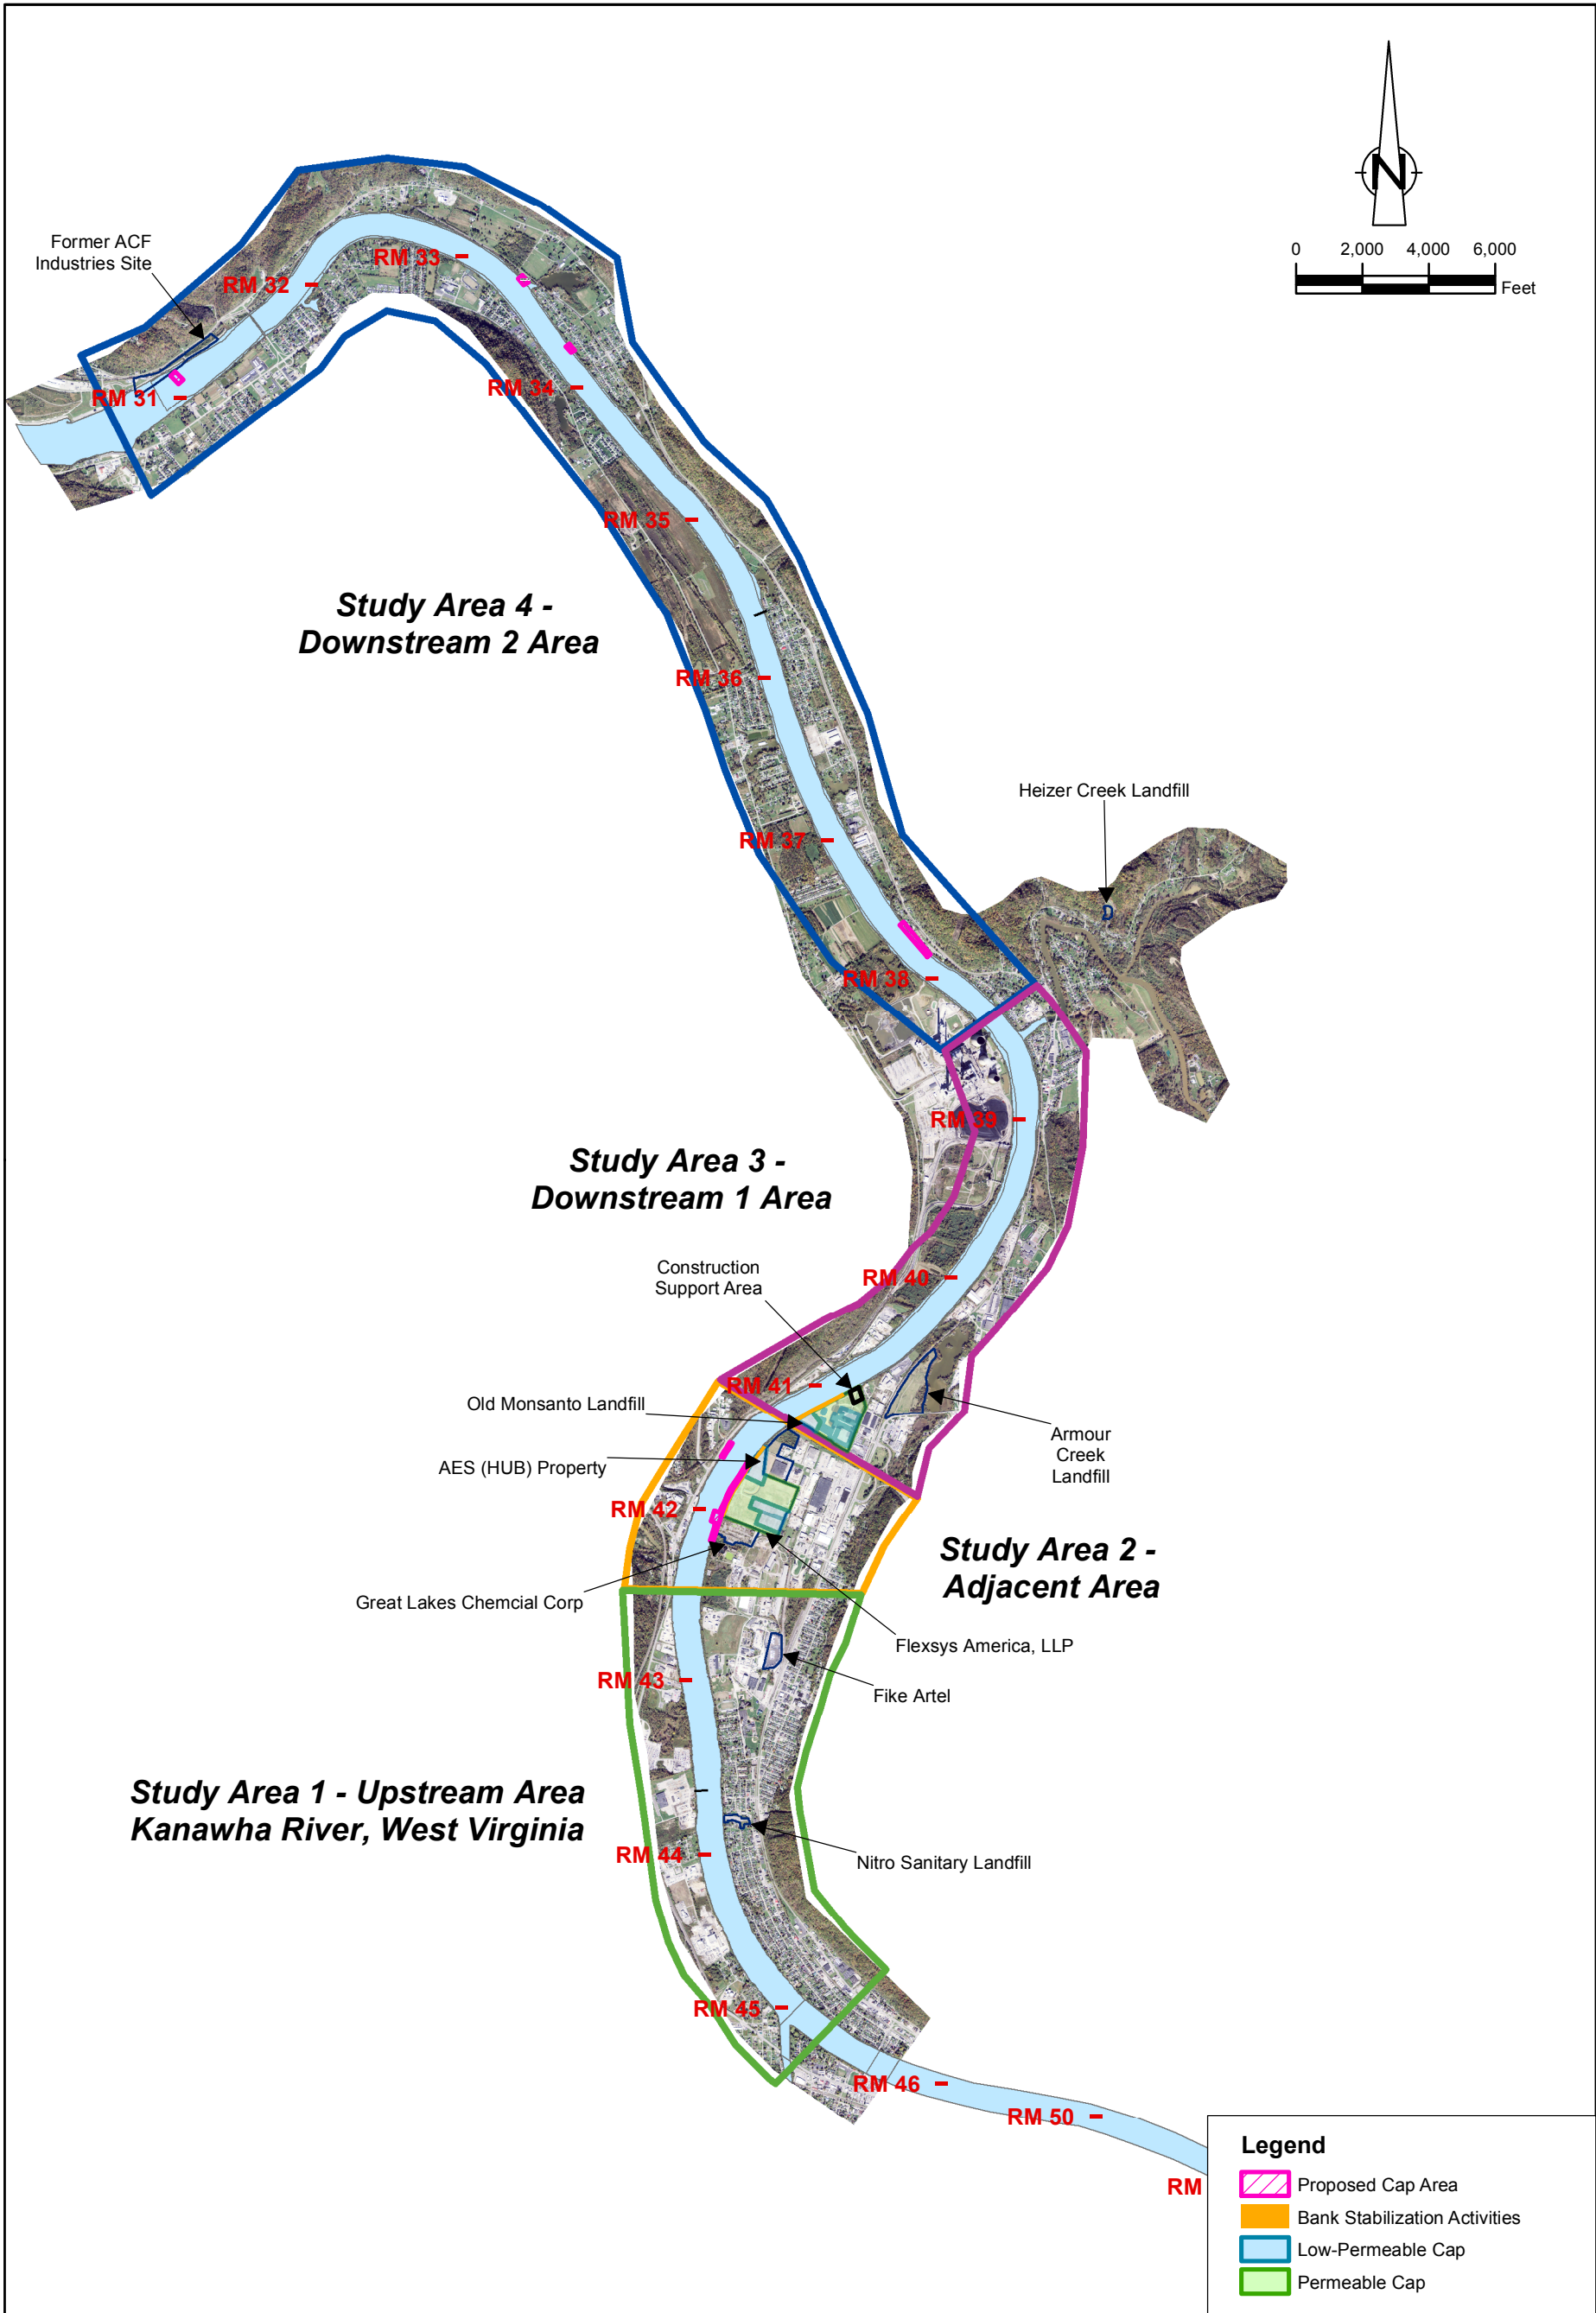 N
0 2,000 4,000 6,000
Feet
Former ACF
Industries Site
RM 33
RM 32
RM 34
RM 31
RM 35
Study Area 4 -
Downstream 2 Area
RM 36
Heizer Creek Landfill
RM 37
D
RM 38
RM 39
Study Area 3 -
Downstream 1 Area
Construction
Support Area
RM 40
RM 41
Old Monsanto Landfill
Armour
Creek
Landfill
AES (HUB) Property
RM 42
Study Area 2 -
Adjacent Area
Great Lakes Chemcial Corp
Flexsys America, LLP
RM 43
Fike Artel
Study Area 1 - Upstream Area
Kanawha River, West Virginia
RM 44
Nitro Sanitary Landfill
RM 45
RM 46
RM 50
RM
Legend
Proposed Cap Area
Bank Stabilization Activities
Low-Permeable Cap
Permeable Cap